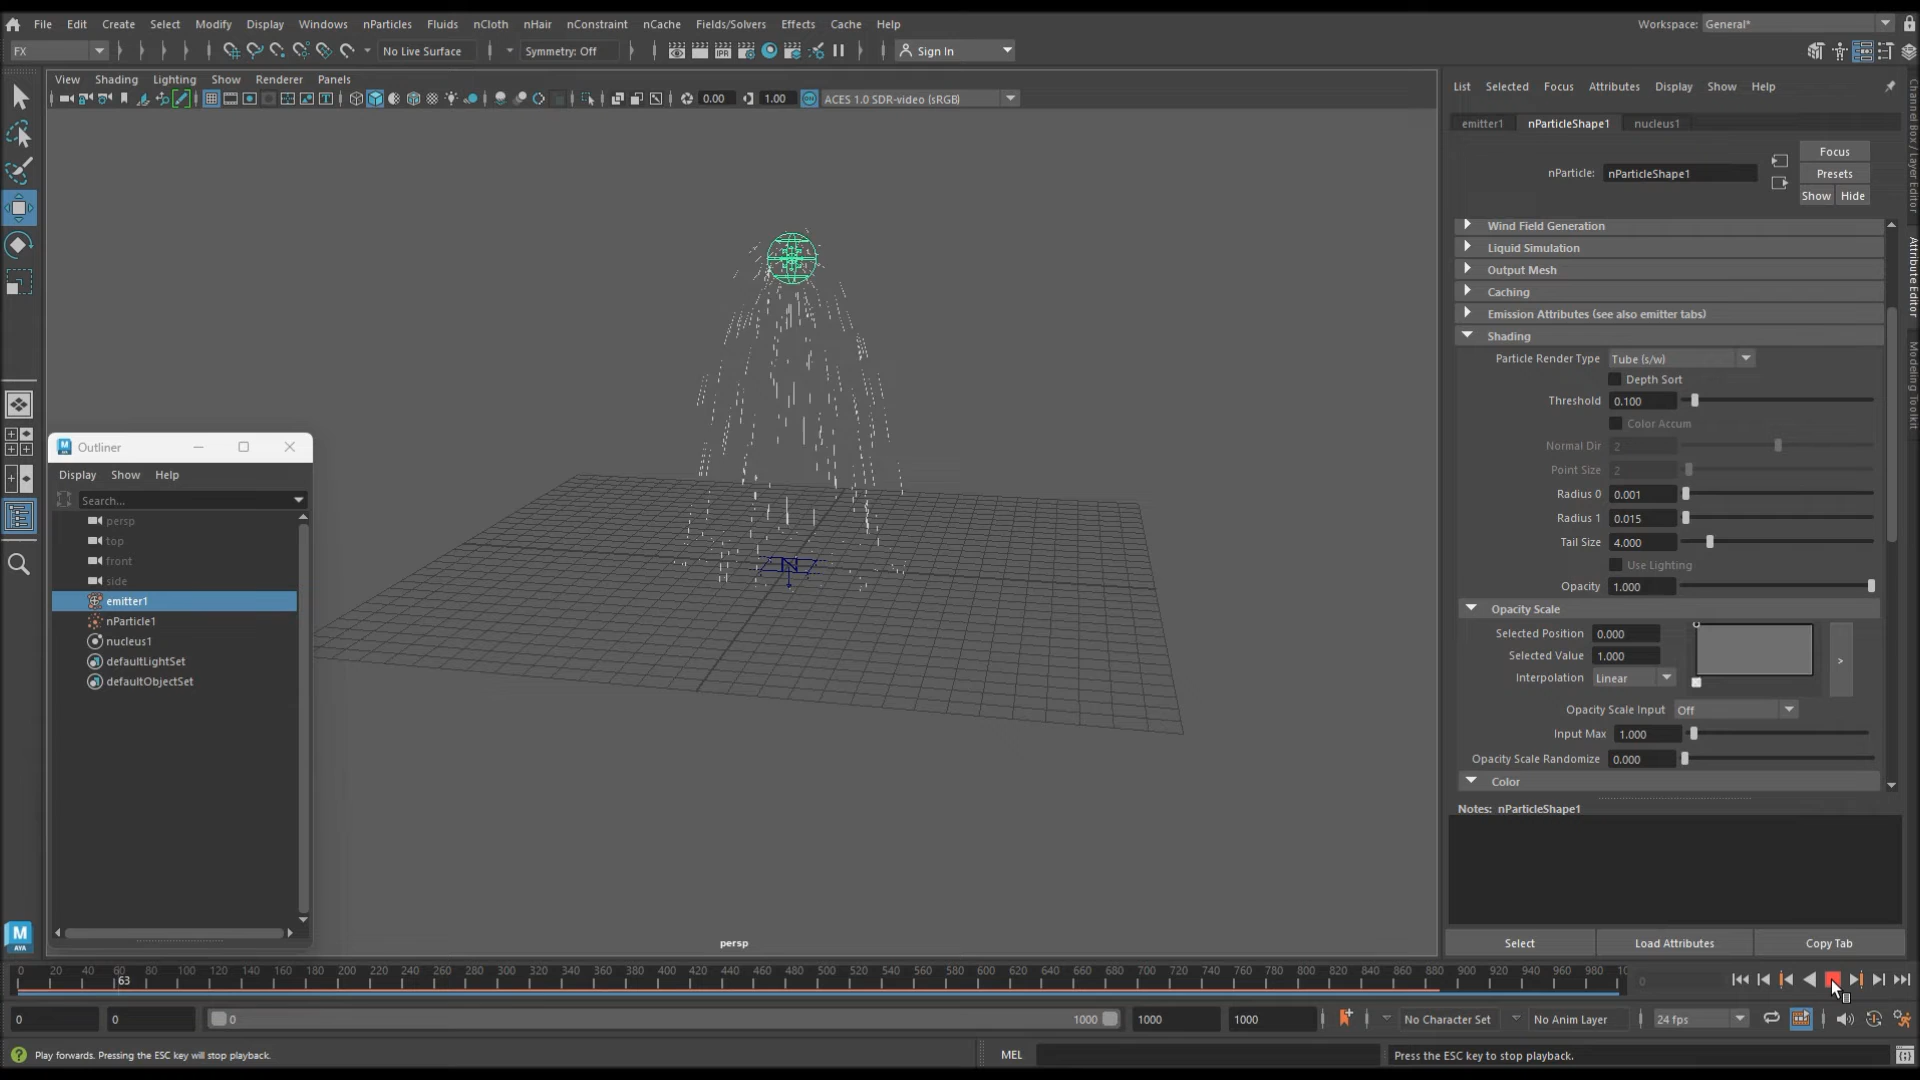 File Edit Create Select Modify Display Windows nParticles Fluids nCloth nHair nConstraint nCache Fields/Solvers Effects Cache Help Workspace: General*
FX No Live Surface Symmetry: Off Sign In
View Shading Lighting Show Renderer Panels
0.00 1.00 ACES 1.0 SDR-video (sRGB)
List Selected Focus Attributes Display Show Help
emitter1 nParticleShape1 nucleus1
nParticle: nParticleShape1
Focus
Presets
Show Hide
Wind Field Generation
Liquid Simulation
Output Mesh
Caching
Emission Attributes (see also emitter tabs)
Shading
Particle Render Type Tube (s/w)
Depth Sort
Threshold 0.100
Color Accum
Normal Dir 2
Point Size 2
Radius 0 0.001
Radius 1 0.015
Tail Size 4.000
Use Lighting
Opacity 1.000
Opacity Scale
Selected Position 0.000
Selected Value 1.000
Interpolation Linear
>
Opacity Scale Input Off
Input Max 1.000
Opacity Scale Randomize 0.000
Color
Notes: nParticleShape1
Select Load Attributes Copy Tab
Channel Box / Layer Editor
Attribute Editor
Modeling Toolkit
Outliner
Display Show Help
Search...
persp
top
front
side
emitter1
nParticle1
nucleus1
defaultLightSet
defaultObjectSet
N
persp
M
AYA
0 20 40 60 80 100 120 140 160 180 200 220 240 260 280 300 320 340 360 380 400 420 440 460 480 500 520 540 560 580 600 620 640 660 680 700 720 740 760 780 800 820 840 860 880 900 920 940 960 980
63
0
0 0 0 1000 1000 1000 No Character Set No Anim Layer 24 fps
Play forwards. Pressing the ESC key will stop playback. MEL Press the ESC key to stop playback.